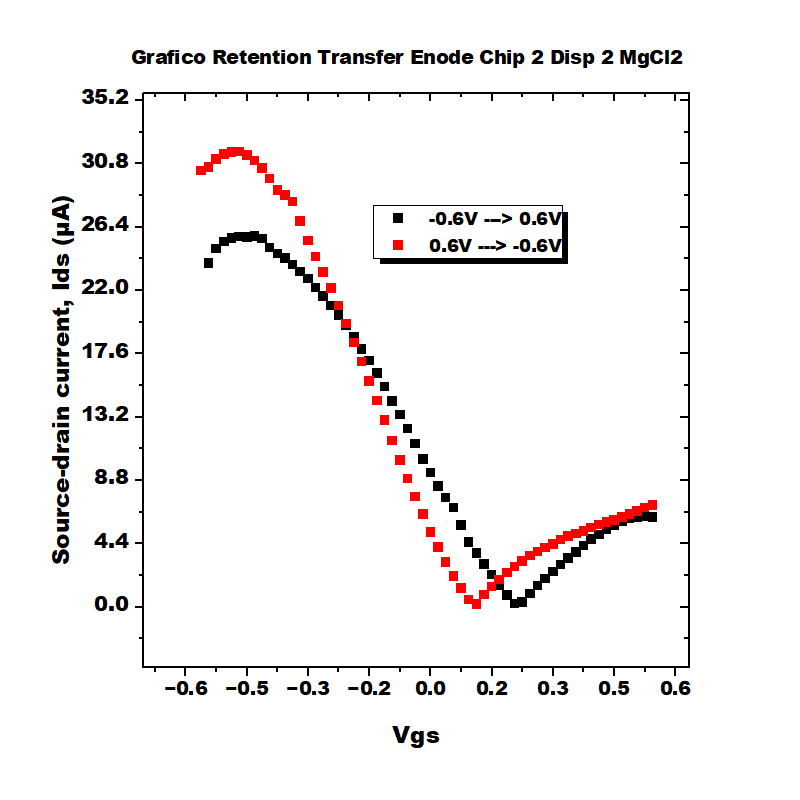 Grafico Retention Transfer Enode Chip 2 Disp 2 MgCl2
35.2
30.8
26.4
22.0
17.6
13.2
8.8
4.4
0.0
Source-drain current, Ids (µA)
-0.6V ---> 0.6V
0.6V ---> -0.6V
−0.6 −0.5 −0.3 −0.2 0.0 0.2 0.3 0.5 0.6
Vgs